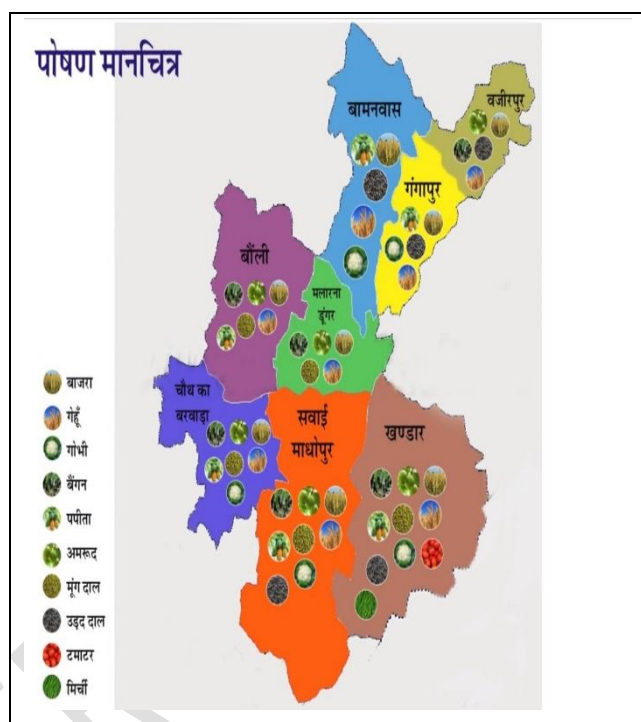 पोषण मानचित्र
बामनवास
वजीरपुर
गंगापुर
बौंली
मलारना
डूंगर
चौथ का
बरवाड़ा
सवाई
माधोपुर
खण्डार
बाजरा
गेहूँ
गोभी
बैंगन
पपीता
अमरूद
मूंग दाल
उड़द दाल
टमाटर
मिर्ची